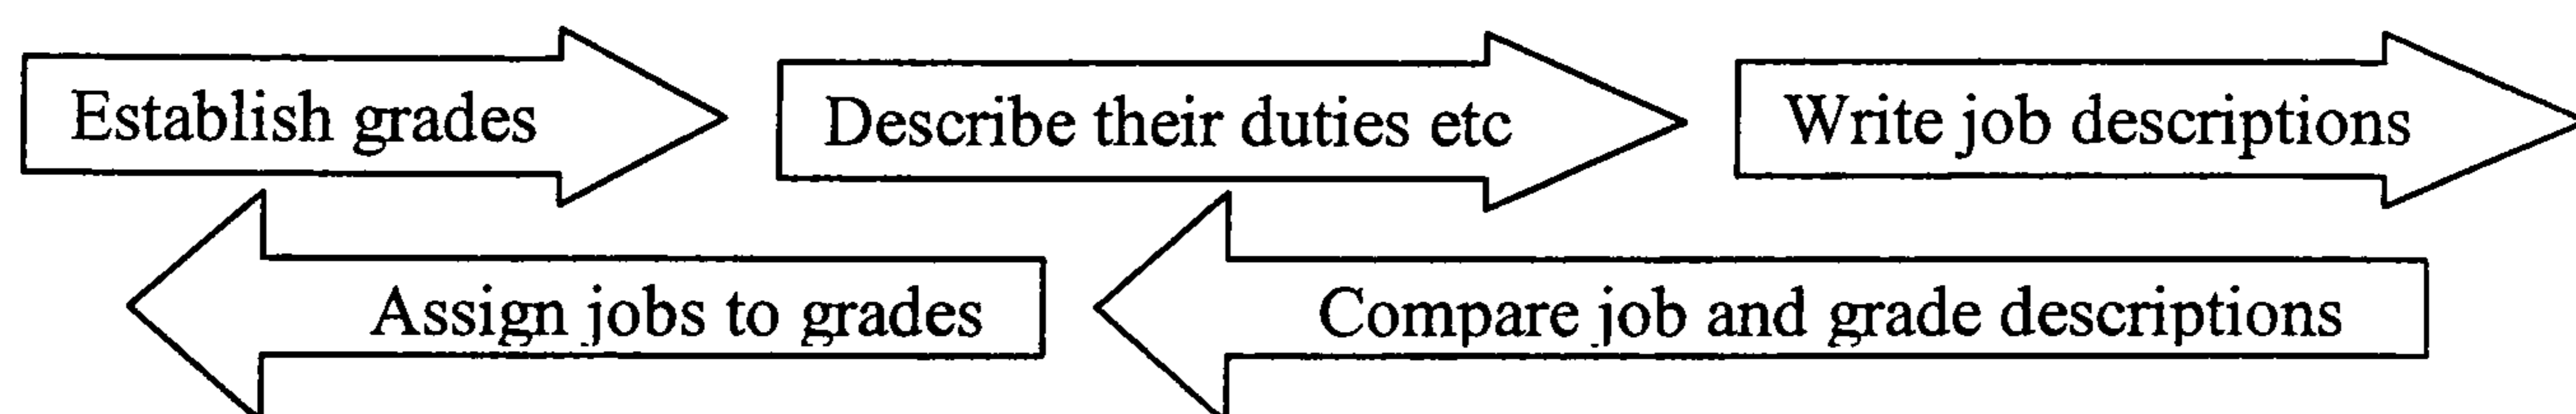 Establish grades
Describe their duties etc
Write job descriptions
Compare job and grade descriptions
Assign jobs to grades